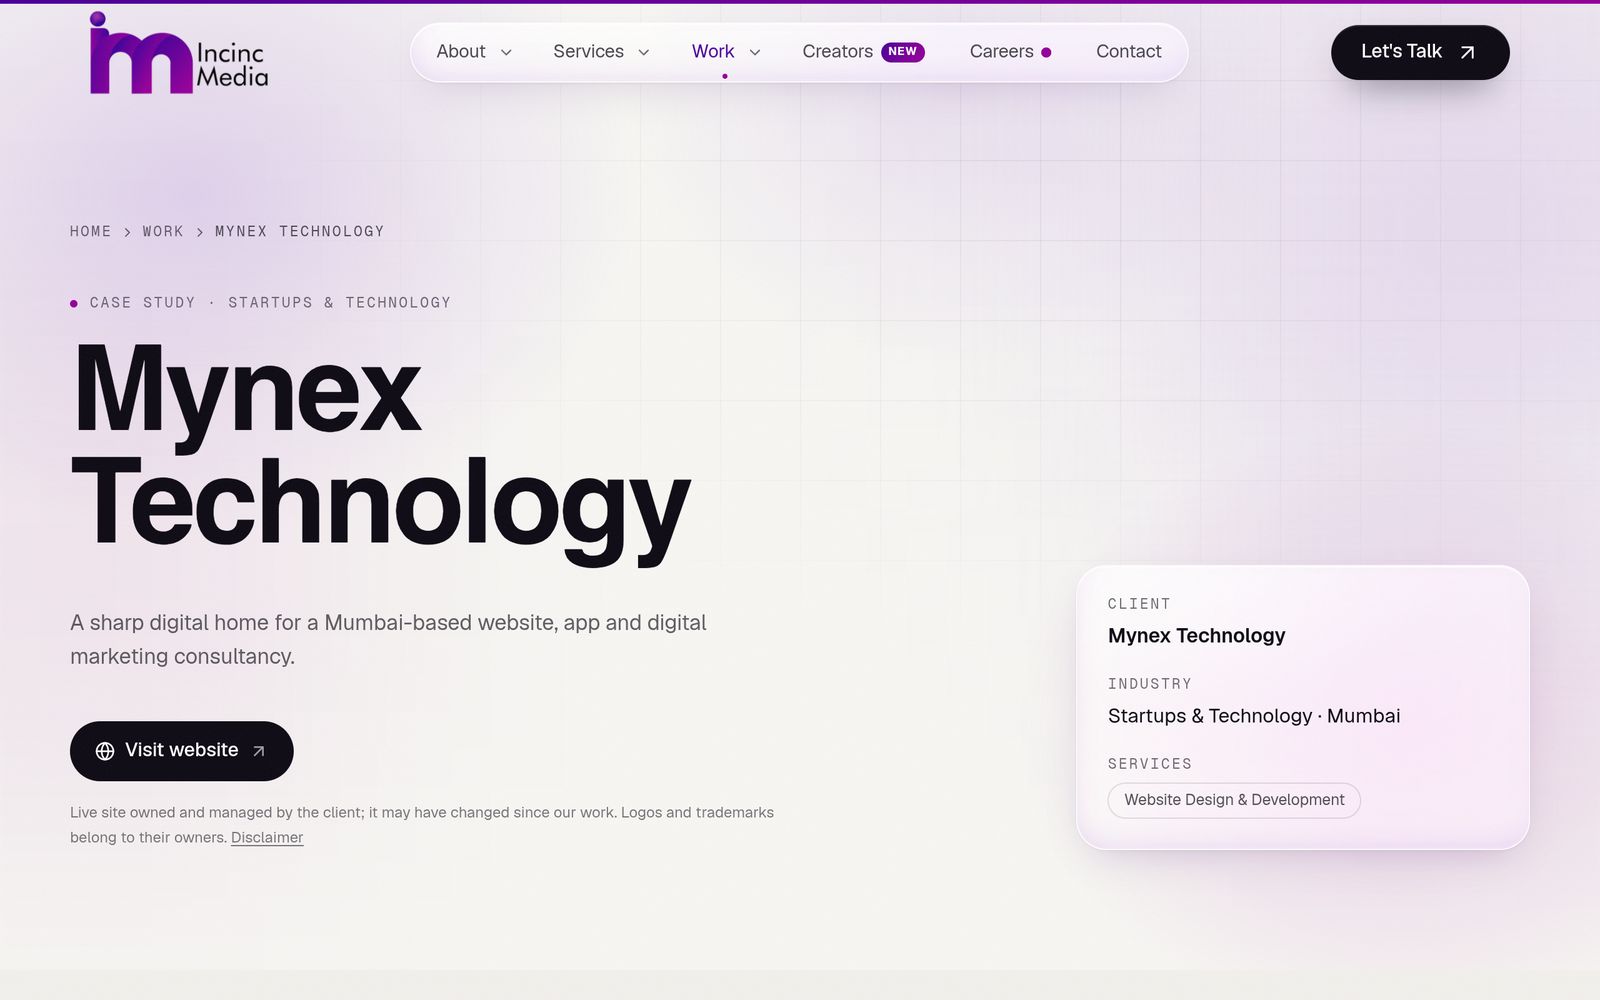 Incinc
Media
About
Services
Work
Creators NEW
Careers
Contact
Let's Talk
HOME > WORK > MYNEX TECHNOLOGY
CASE STUDY · STARTUPS & TECHNOLOGY
Mynex
Technology
A sharp digital home for a Mumbai-based website, app and digital
marketing consultancy.
Visit website
Live site owned and managed by the client; it may have changed since our work. Logos and trademarks
belong to their owners. Disclaimer
CLIENT
Mynex Technology
INDUSTRY
Startups & Technology · Mumbai
SERVICES
Website Design & Development